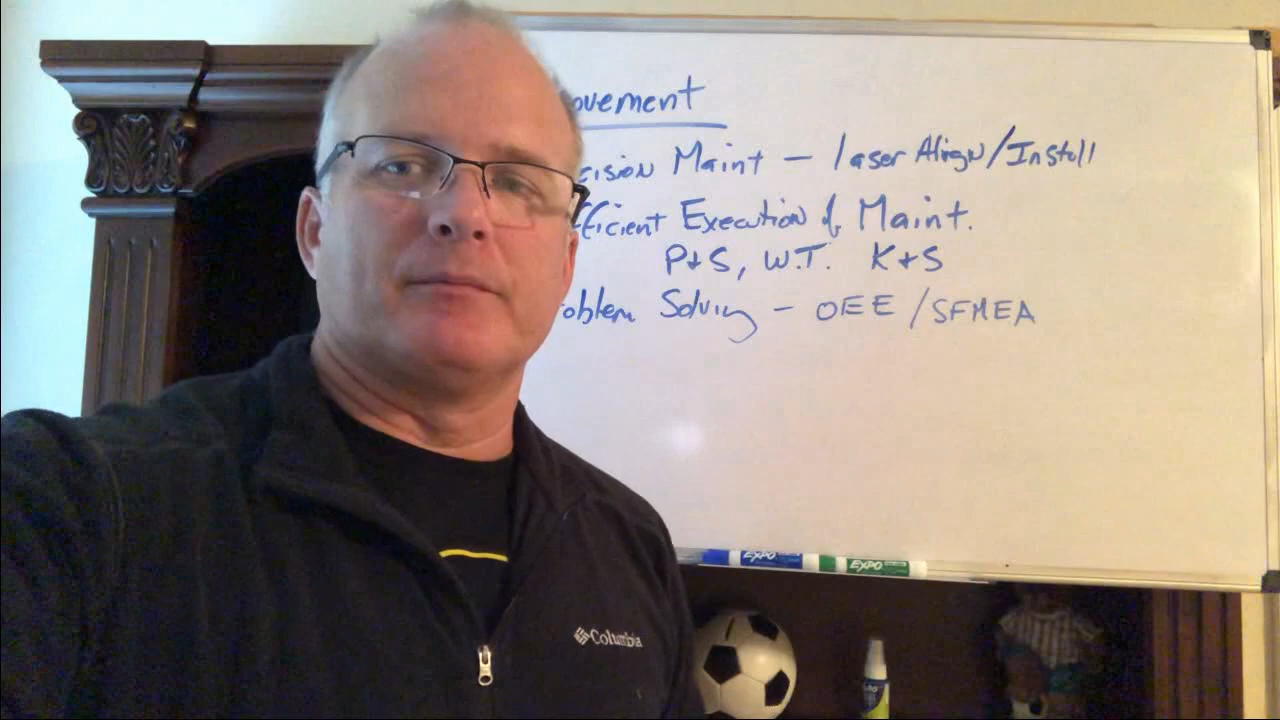 ovement
cision Maint – laser Align/Install
fficient Execution of Maint.
P+S, W.T. K+S
oblem Solving – OEE/SFMEA
EXPO
EXPO
Columbia